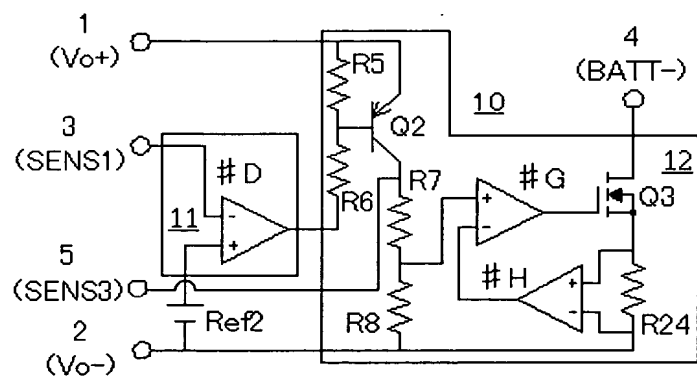 1
(Vo+)
R5
4
(BATT-)
10
3
(SENS1)
Q2
12
#D
R7
#G
11
R6
Q3
5
(SENS3)
#H
Ref2
R8
R24
2
(Vo-)